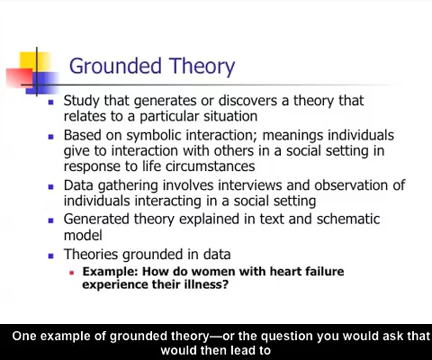 Grounded Theory
Study that generates or discovers a theory that
relates to a particular situation
Based on symbolic interaction; meanings individuals
give to interaction with others in a social setting in
response to life circumstances
Data gathering involves interviews and observation of
individuals interacting in a social setting
Generated theory explained in text and schematic
model
Theories grounded in data
Example: How do women with heart failure
experience their illness?
One example of grounded theory—or the question you would ask that
would then lead to